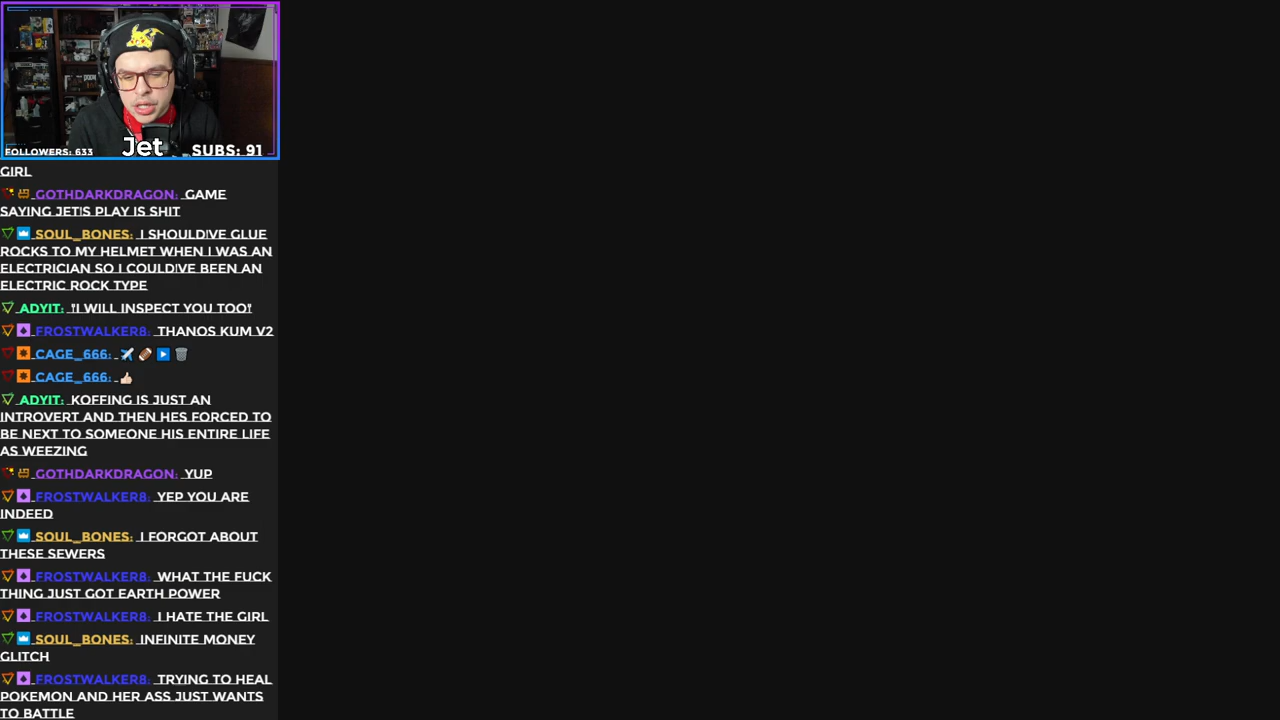 FOLLOWERS: 633
Jet
SUBS: 91
GIRL
GOTHDARKDRAGON: GAME
SAYING JET'S PLAY IS SHIT
SOUL_BONES: I SHOULD'VE GLUE
ROCKS TO MY HELMET WHEN I WAS AN
ELECTRICIAN SO I COULD'VE BEEN AN
ELECTRIC ROCK TYPE
ADYIT: "I WILL INSPECT YOU TOO"
FROSTWALKER8: THANOS KUM V2
CAGE_666: ✈️ 🏈 ▶️ 🗑️
CAGE_666: 👍🏻
ADYIT: KOFFING IS JUST AN
INTROVERT AND THEN HES FORCED TO
BE NEXT TO SOMEONE HIS ENTIRE LIFE
AS WEEZING
GOTHDARKDRAGON: YUP
FROSTWALKER8: YEP YOU ARE
INDEED
SOUL_BONES: I FORGOT ABOUT
THESE SEWERS
FROSTWALKER8: WHAT THE FUCK
THING JUST GOT EARTH POWER
FROSTWALKER8: I HATE THE GIRL
SOUL_BONES: INFINITE MONEY
GLITCH
FROSTWALKER8: TRYING TO HEAL
POKEMON AND HER ASS JUST WANTS
TO BATTLE